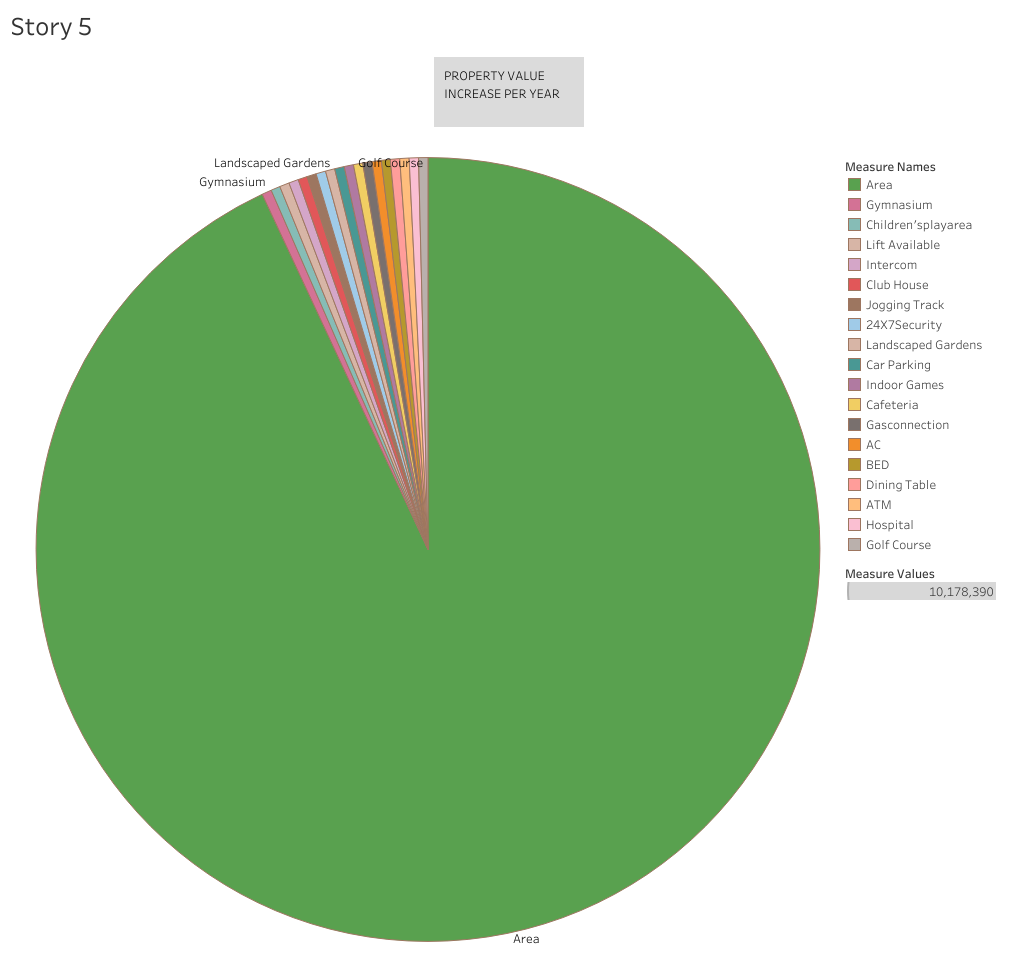 Story 5
PROPERTY VALUE
INCREASE PER YEAR
Landscaped Gardens
Golf Course
Gymnasium
Area
Measure Names
Area
Gymnasium
Children'splayarea
Lift Available
Intercom
Club House
Jogging Track
24X7Security
Landscaped Gardens
Car Parking
Indoor Games
Cafeteria
Gasconnection
AC
BED
Dining Table
ATM
Hospital
Golf Course
Measure Values
10,178,390